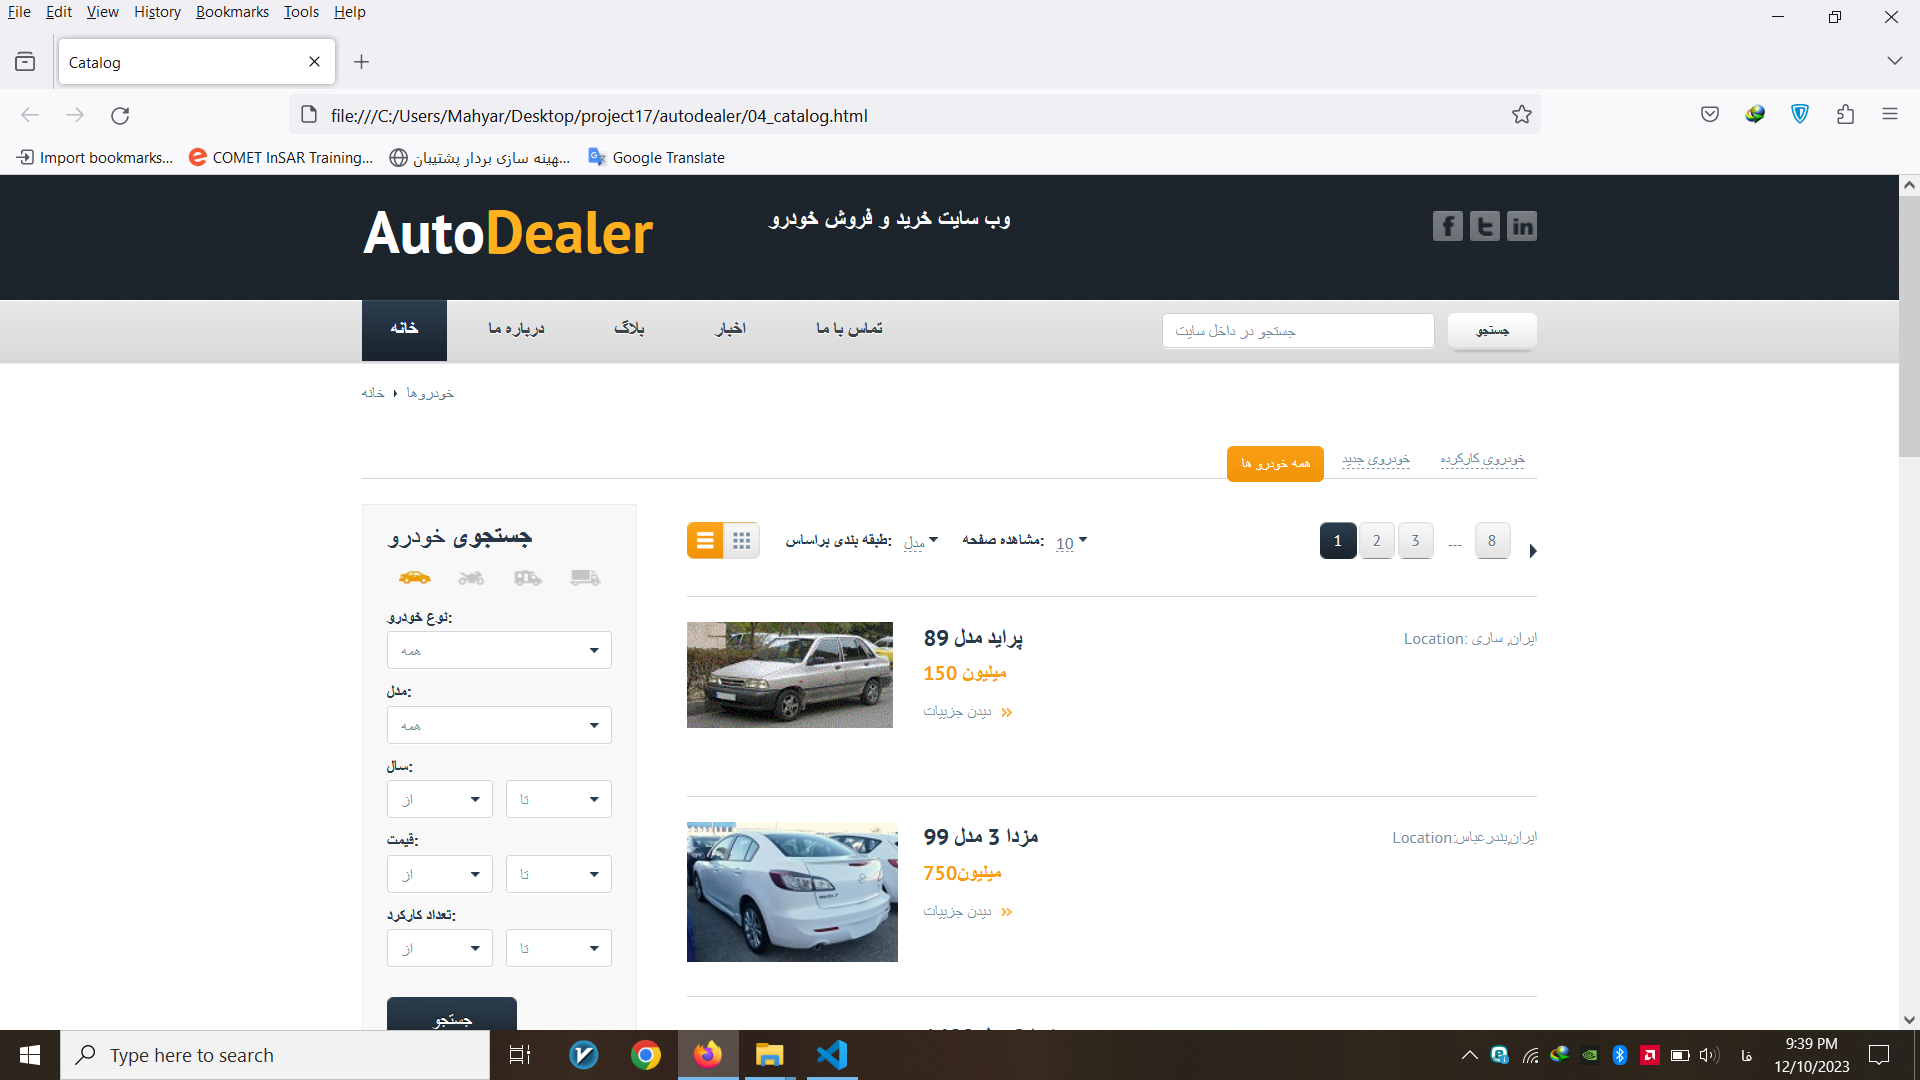 File Edit View History Bookmarks Tools Help
Catalog
file:///C:/Users/Mahyar/Desktop/project17/autodealer/04_catalog.html
Import bookmarks... COMET InSAR Training... بهینه سازی بردار پشتیبان... Google Translate
AutoDealer
وب سایت خرید و فروش خودرو
خانه درباره ما بلاگ اخبار تماس با ما
جستجو در داخل سایت جستجو
خانه خودروها
همه خودرو ها خودروی جدید خودروی کارکرده
جستجوی خودرو
نوع خودرو:
همه
مدل:
همه
سال:
از تا
قیمت:
از تا
تعداد کارکرد:
از تا
جستجو
طبقه بندی براساس: مدل مشاهده صفحه: 10
1 2 3 ... 8
پراید مدل 89
150 میلیون
دیدن جزییات
Location: ایران, ساری
مزدا 3 مدل 99
750میلیون
دیدن جزییات
Location:ایران,بندرعباس
Type here to search
فا
9:39 PM
12/10/2023